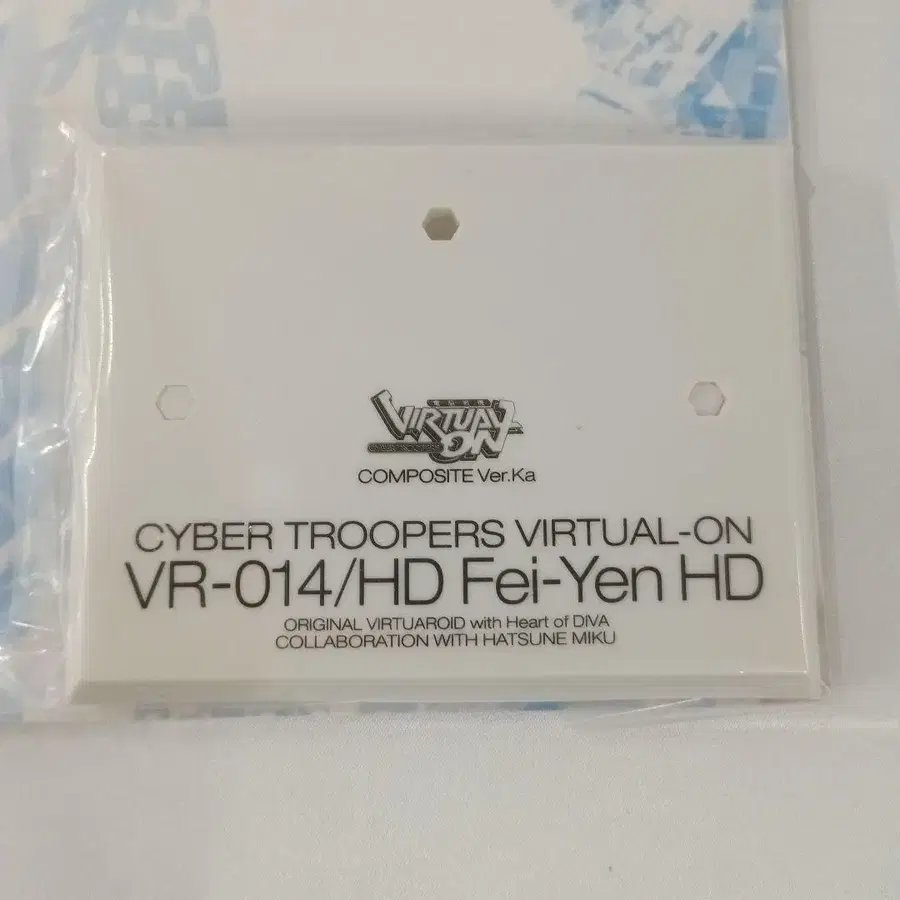 VIRTUAL
ON
COMPOSITE Ver.Ka
CYBER TROOPERS VIRTUAL-ON
VR-014/HD Fei-Yen HD
ORIGINAL VIRTUAROID with Heart of DIVA
COLLABORATION WITH HATSUNE MIKU